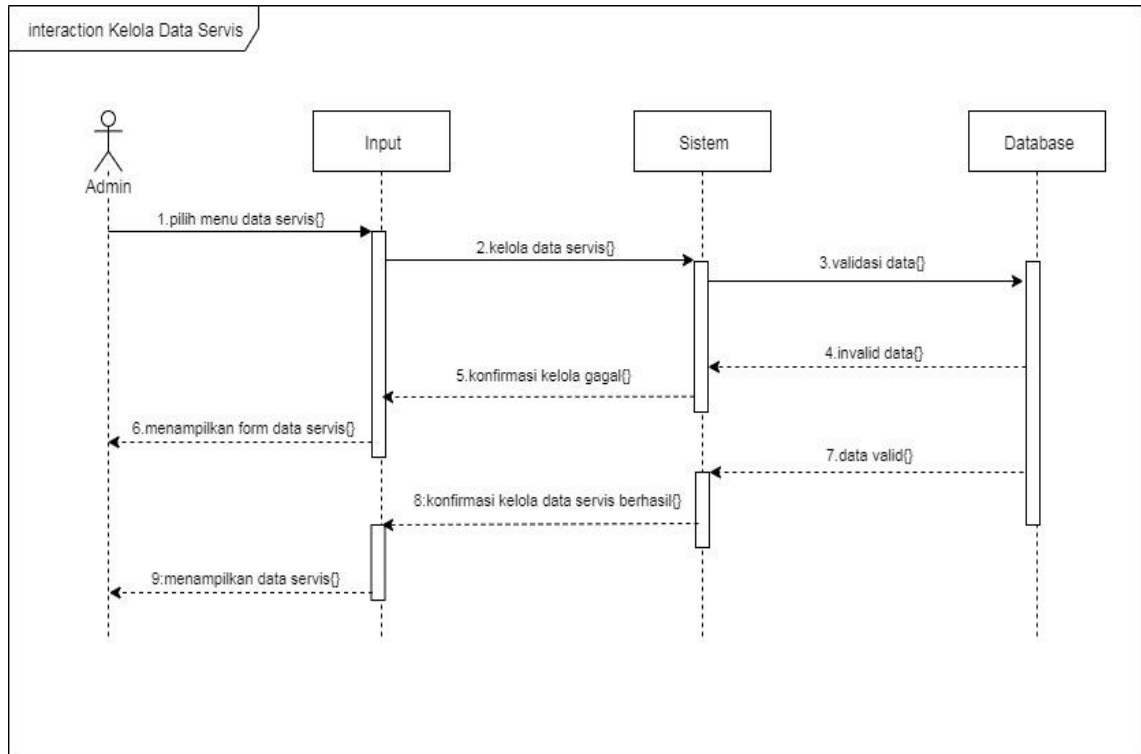 interaction Kelola Data Servis
Input
Sistem
Database
Admin
1.pilih menu data servis{}
2.kelola data servis{}
3.validasi data{}
4.invalid data{}
5.konfirmasi kelola gagal{}
6.menampilkan form data servis{}
7.data valid{}
8:konfirmasi kelola data servis berhasil{}
9:menampilkan data servis{}